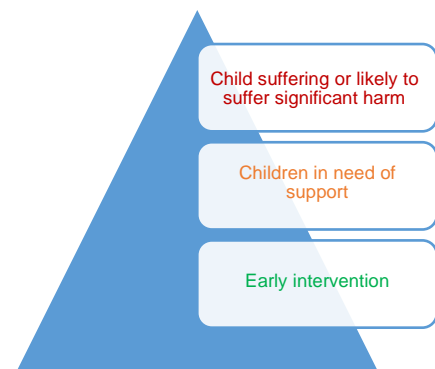 Child suffering or likely to
suffer significant harm
Children in need of
support
Early intervention